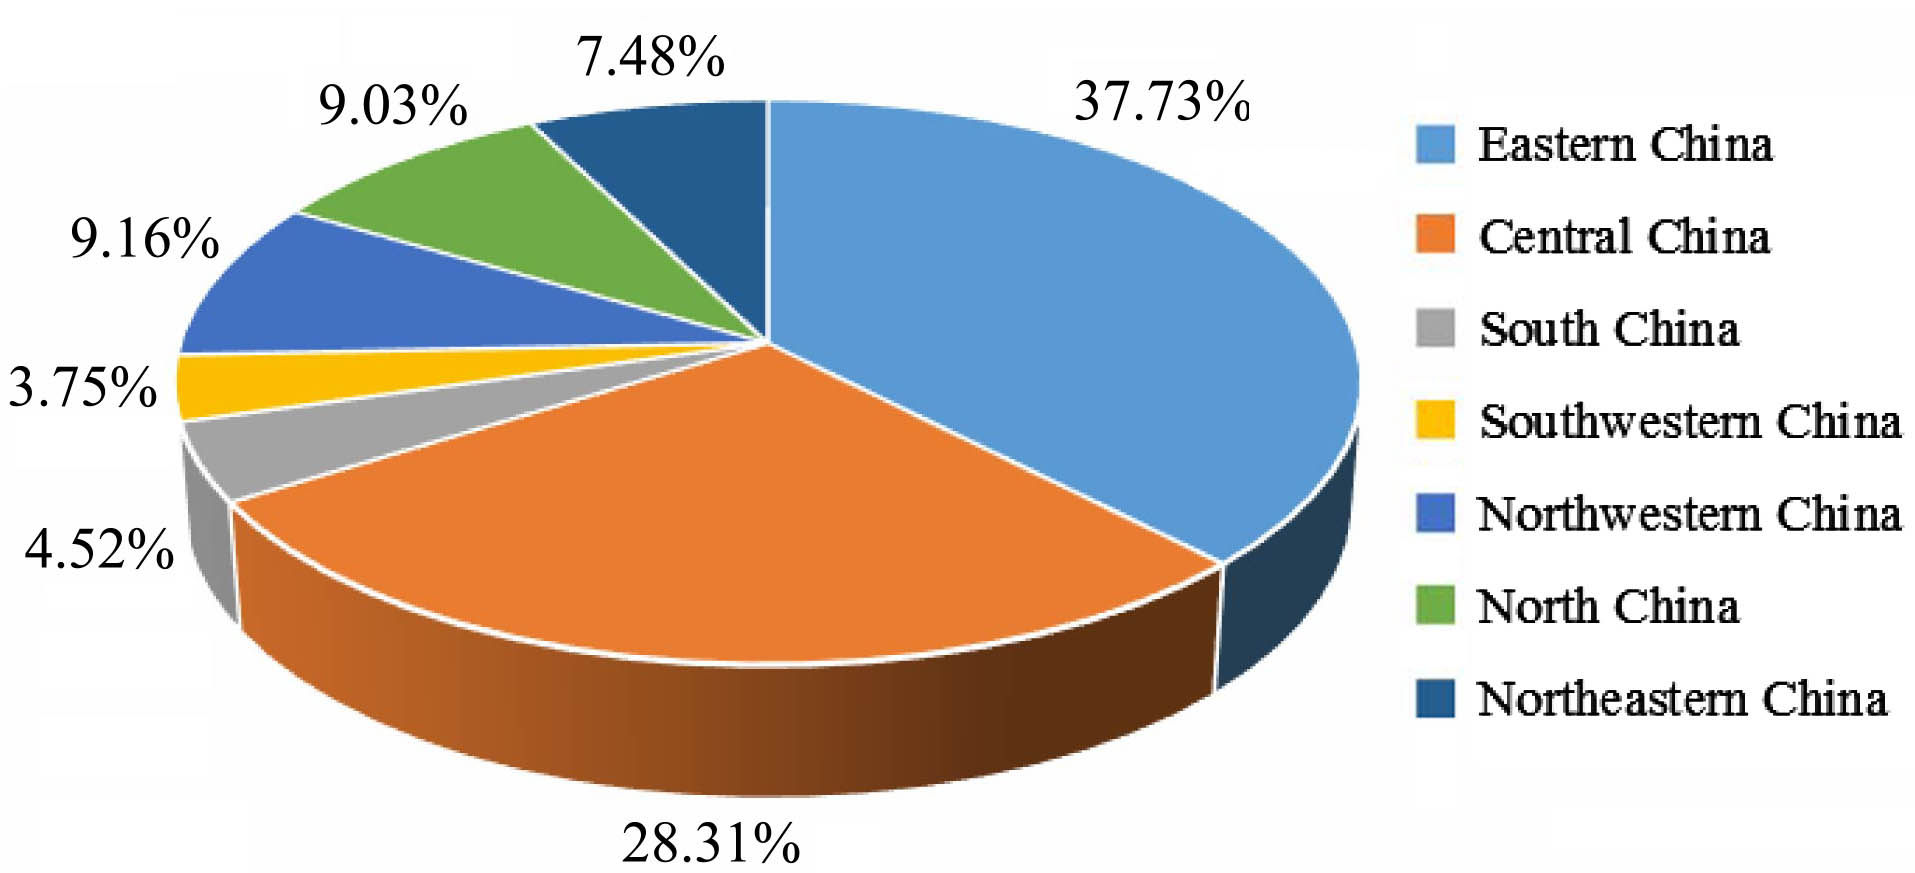 7.48%
37.73%
9.03%
9.16%
3.75%
4.52%
28.31%
Eastern China
Central China
South China
Southwestern China
Northwestern China
North China
Northeastern China